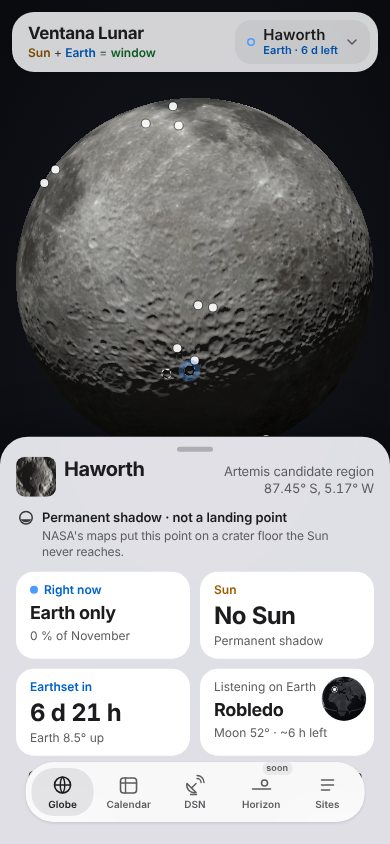 Ventana Lunar
Sun + Earth = window
Haworth
Earth · 6 d left
Haworth
Artemis candidate region
87.45° S, 5.17° W
Permanent shadow · not a landing point
NASA's maps put this point on a crater floor the Sun
never reaches.
Right now
Earth only
0 % of November
Sun
No Sun
Permanent shadow
Earthset in
6 d 21 h
Earth 8.5° up
Listening on Earth
Robledo
Moon 52° · ~6 h left
soon
Globe
Calendar
DSN
Horizon
Sites